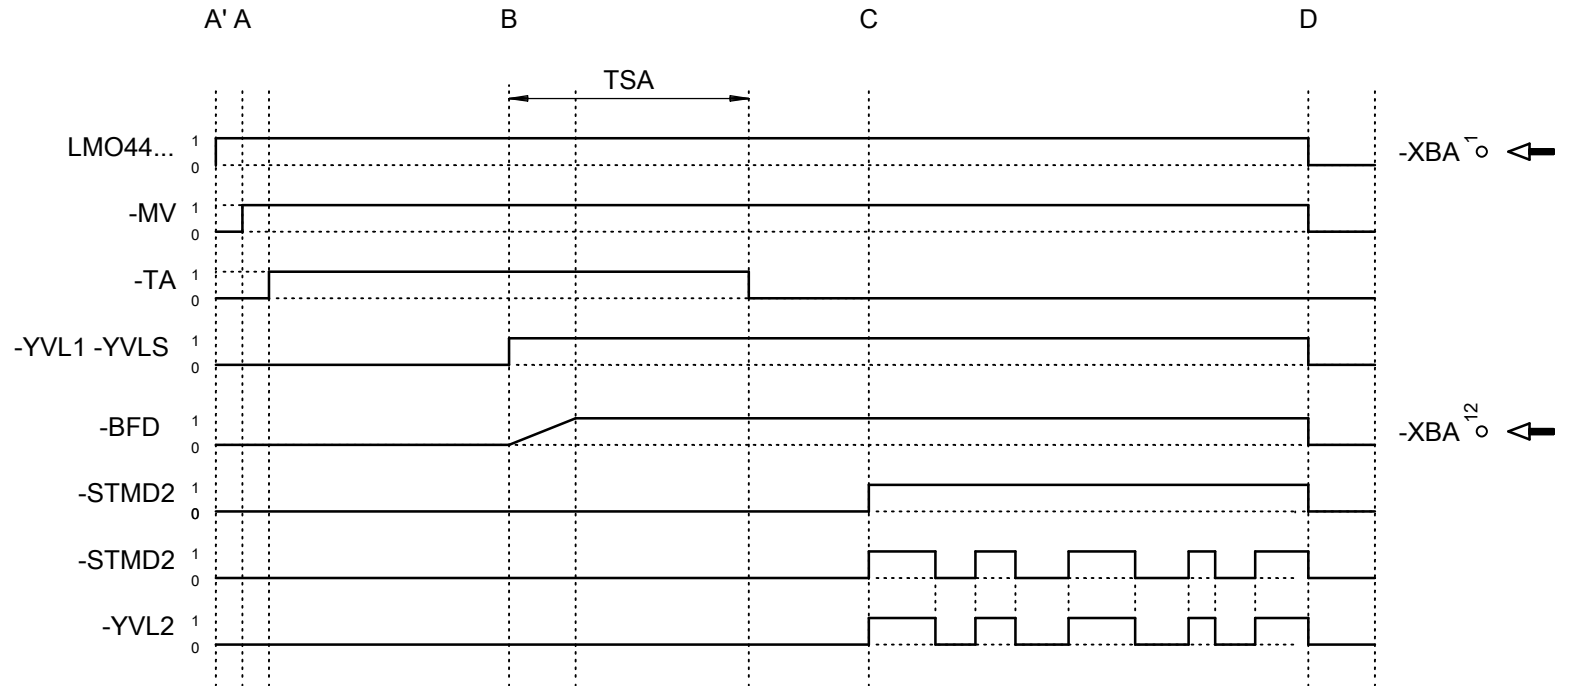 A' A B C D
TSA
LMO44... 1 0 -XBA 1
-MV 1 0
-TA 1 0
-YVL1 -YVLS 1 0
-BFD 1 0 -XBA 12
-STMD2 1 0
-STMD2 1 0
-YVL2 1 0